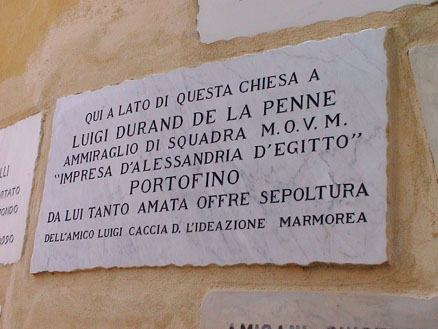 QUI A LATO DI QUESTA CHIESA A
LUIGI DURAND DE LA PENNE
AMMIRAGLIO DI SQUADRA M.O.V.M.
"IMPRESA D'ALESSANDRIA D'EGITTO"
PORTOFINO
DA LUI TANTO AMATA OFFRE SEPOLTURA
DELL'AMICO LUIGI CACCIA D. L'IDEAZIONE MARMOREA